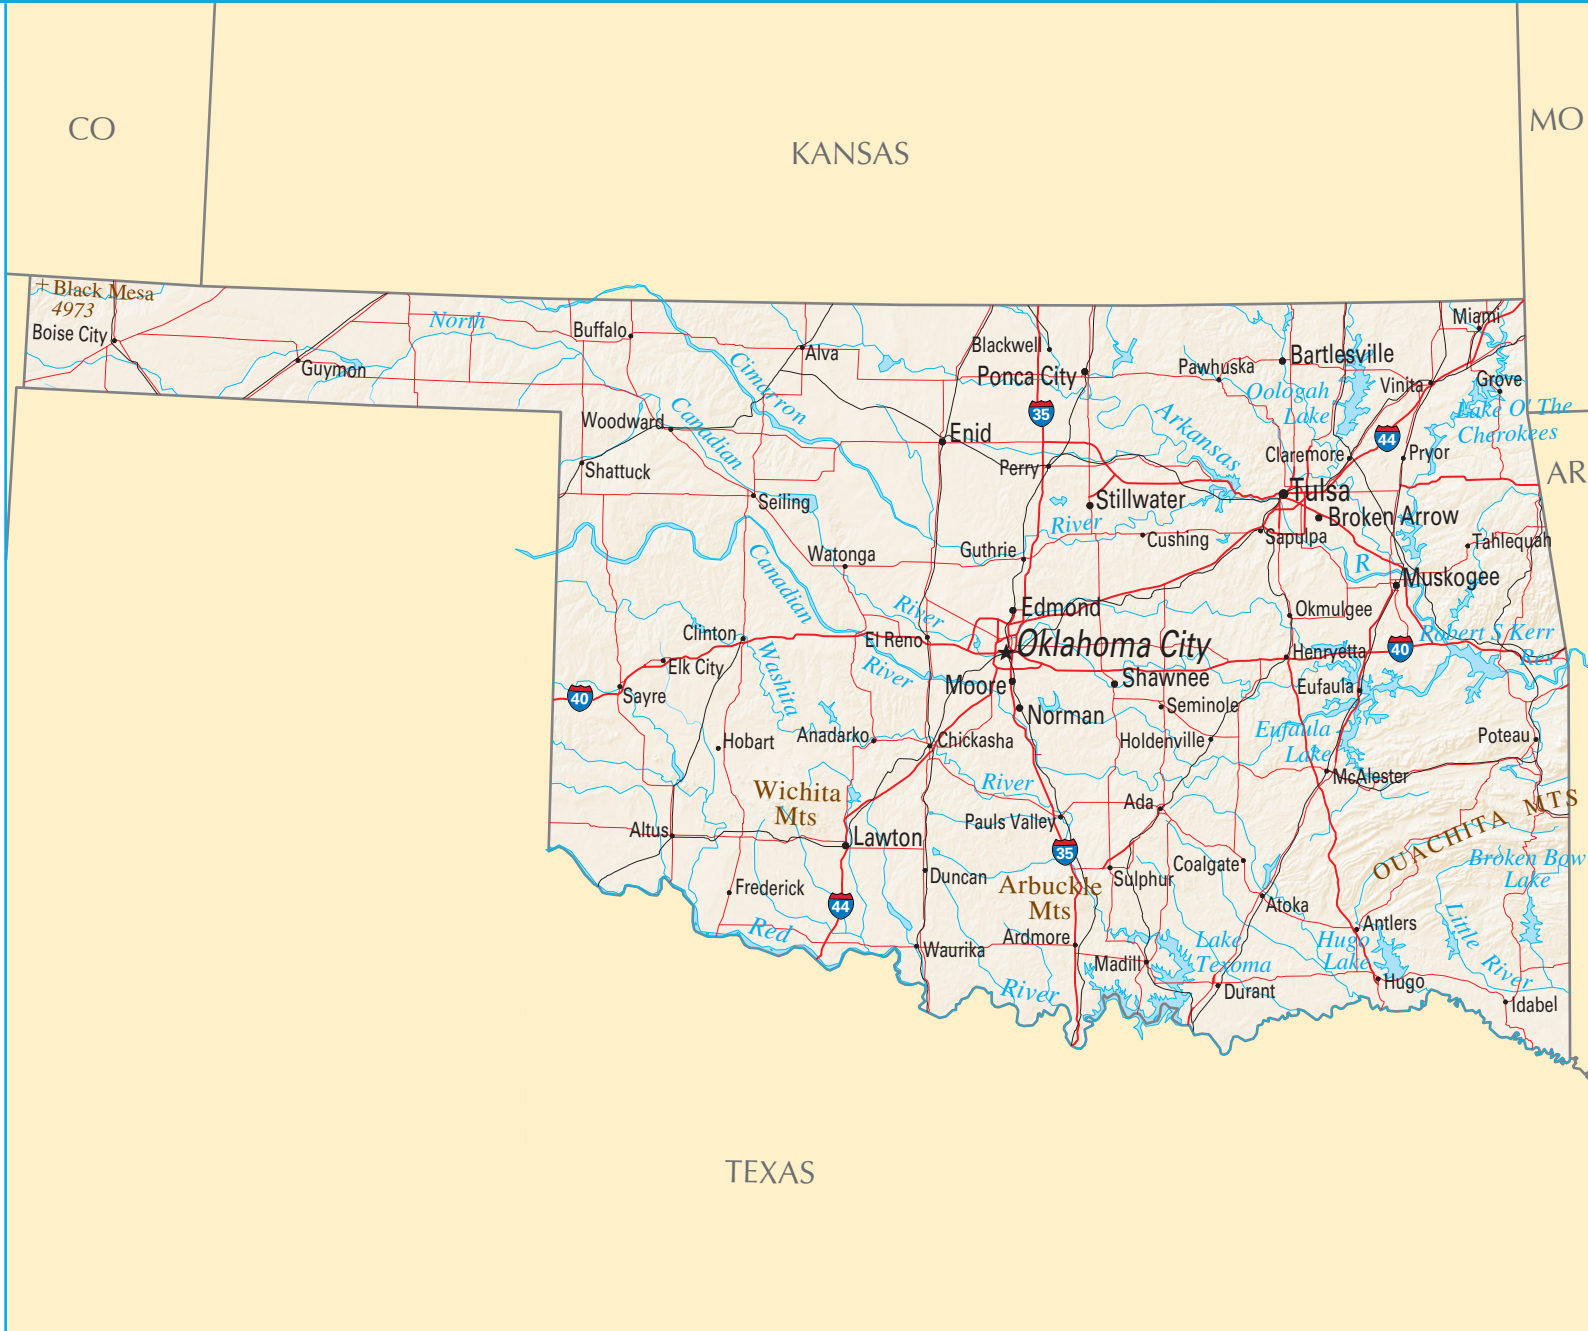 CO
KANSAS
MO
Black Mesa
4973
Boise City
Guymon
North
Buffalo
Cimarron
Alva
Blackwell
Ponca City
Pawhuska
Bartlesville
Oologah
Lake
Miami
Vinita
Grove
Lake O' The
Cherokees
Woodward
Canadian
Enid
35
Arkansas
44
Claremore
Pryor
AR
Shattuck
Perry
Seiling
Stillwater
Tulsa
Broken Arrow
River
Cushing
Sapulpa
Tahlequah
Watonga
Guthrie
Canadian
R
Muskogee
River
Edmond
Okmulgee
Clinton
El Reno
Oklahoma City
Henryetta
40
Robert S Kerr
Res
Elk City
Washita
River
Moore
Shawnee
Eufaula
40
Sayre
Norman
Seminole
Hobart
Anadarko
Chickasha
Holdenville
Eufaula
Lake
Poteau
Wichita
Mts
River
McAlester
Ada
OUACHITA MTS
Altus
Lawton
Pauls Valley
35
Coalgate
Broken Bow
Lake
Frederick
Duncan
Arbuckle
Mts
Sulphur
44
Atoka
Antlers
Little
River
Red
Waurika
Ardmore
Lake
Texoma
Hugo
Lake
Madill
River
Durant
Hugo
Idabel
TEXAS